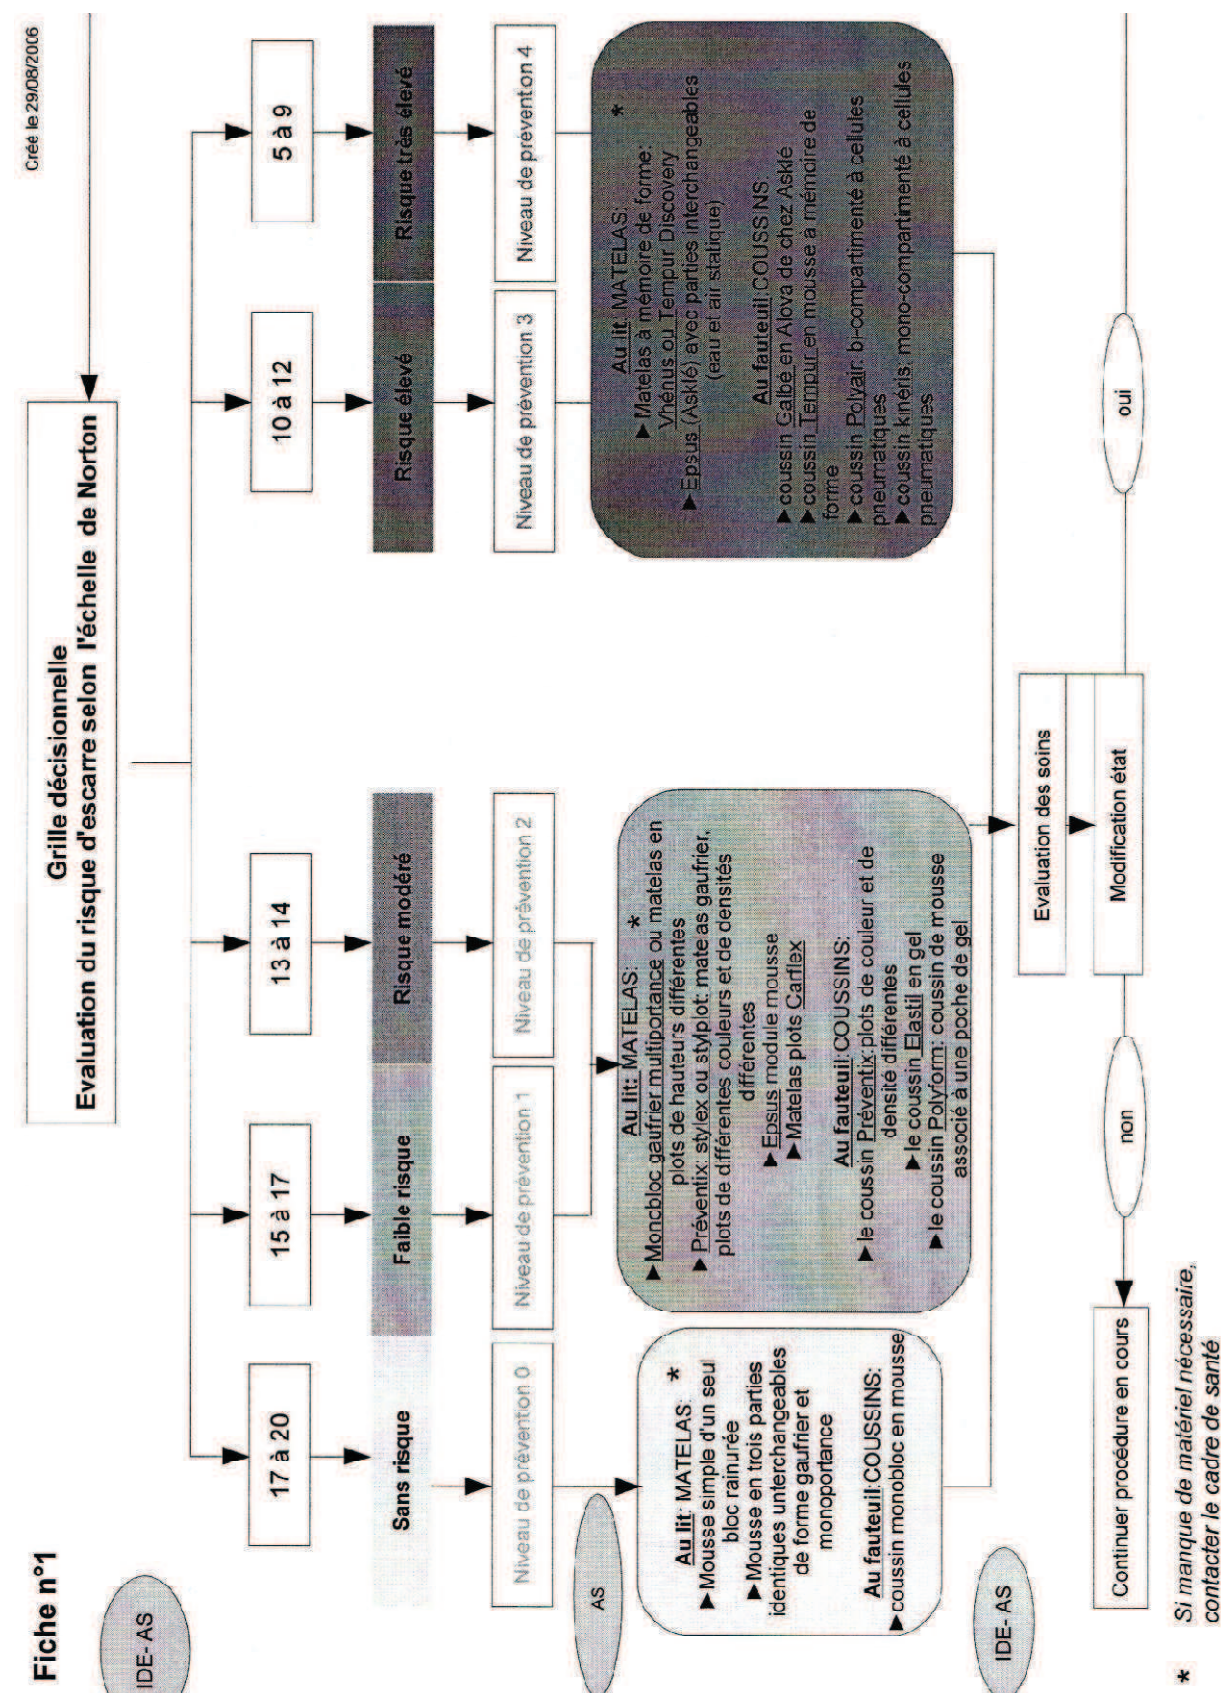 Fiche n°1
Créé le 29/08/2006
Grille décisionnelle
Evaluation du risque d'escarre selon l'échelle de Norton
IDE- AS
17 à 20
15 à 17
13 à 14
10 à 12
5 à 9
Sans risque
Faible risque
Risque modéré
Risque élevé
Risque très élevé
Niveau de prévention 0
Niveau de prévention 1
Niveau de prévention 2
Niveau de prévention 3
Niveau de prévention 4
AS
Au lit: MATELAS: *
►Mousse simple d'un seul
bloc rainurée
►Mousse en trois parties
identiques unterchangeables
de forme gaufrier et
monoportance
Au fauteuil:COUSSINS:
►coussin monobloc en mousse
Au lit: MATELAS: *
►Moncbloc gaufrier multiportance ou matelas en
plots de hauteurs différentes
►Préventix: stylex ou stylplot: mate as gaufrier,
plots de différentes couleurs et de densités
différentes
►Epsus module mousse
►Matelas plots Carflex
Au fauteuil:COUSSINS:
►le coussin Préventix:plots de couleur et de
densité différentes
►le coussin Elastil en gel
►le coussin Polyform: coussin de mousse
associé à une poche de gel
Au lit: MATELAS: *
►Matelas à mémoire de forme:
Vhénus ou Tempur Discovery
►Epsus (Asklé) avec parties interchangeables
(eau et air statique)
Au fauteuil:COUSS NS.
►coussin Galbé en Alova de chez Asklé
►coussin Tempur en mousse à mémoire de
forme
►coussin Polyair: bi-compartimenté à cellules
pneumatiques
►coussin kinéris: mono-compartimenté à cellules
pneumatiques
IDE- AS
Evaluation des soins
Modification état
non
oui
Continuer procédure en cours
* Si manque de matériel nécessaire,
contacter le cadre de santé